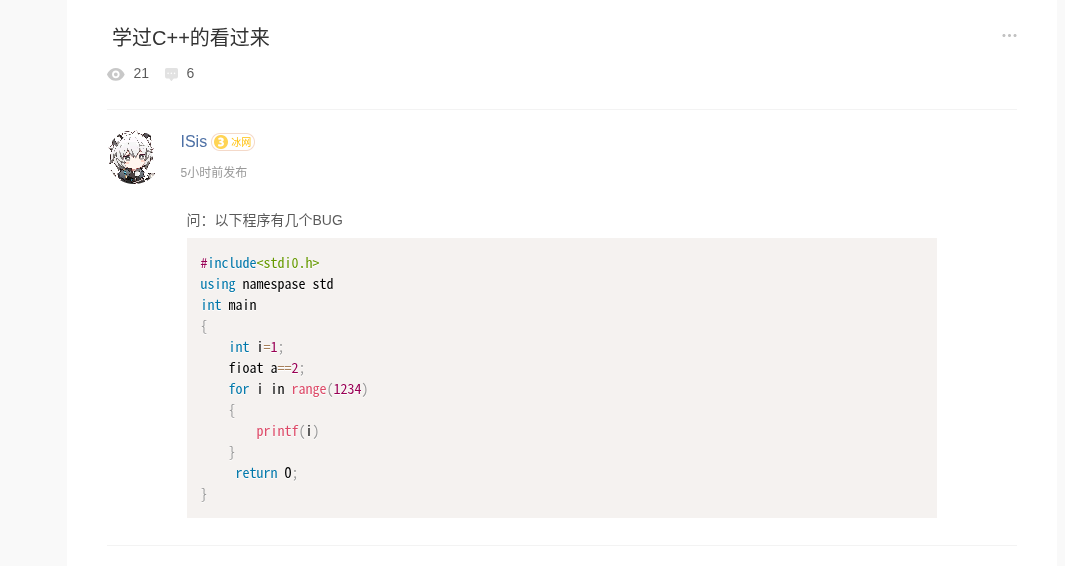 学过C++的看过来
21 6
ISis 3 冰网
5小时前发布
问：以下程序有几个BUG
#include<stdi0.h>
using namespase std
int main
{
    int i=1;
    fioat a==2;
    for i in range(1234)
    {
        printf(i)
    }
     return 0;
}